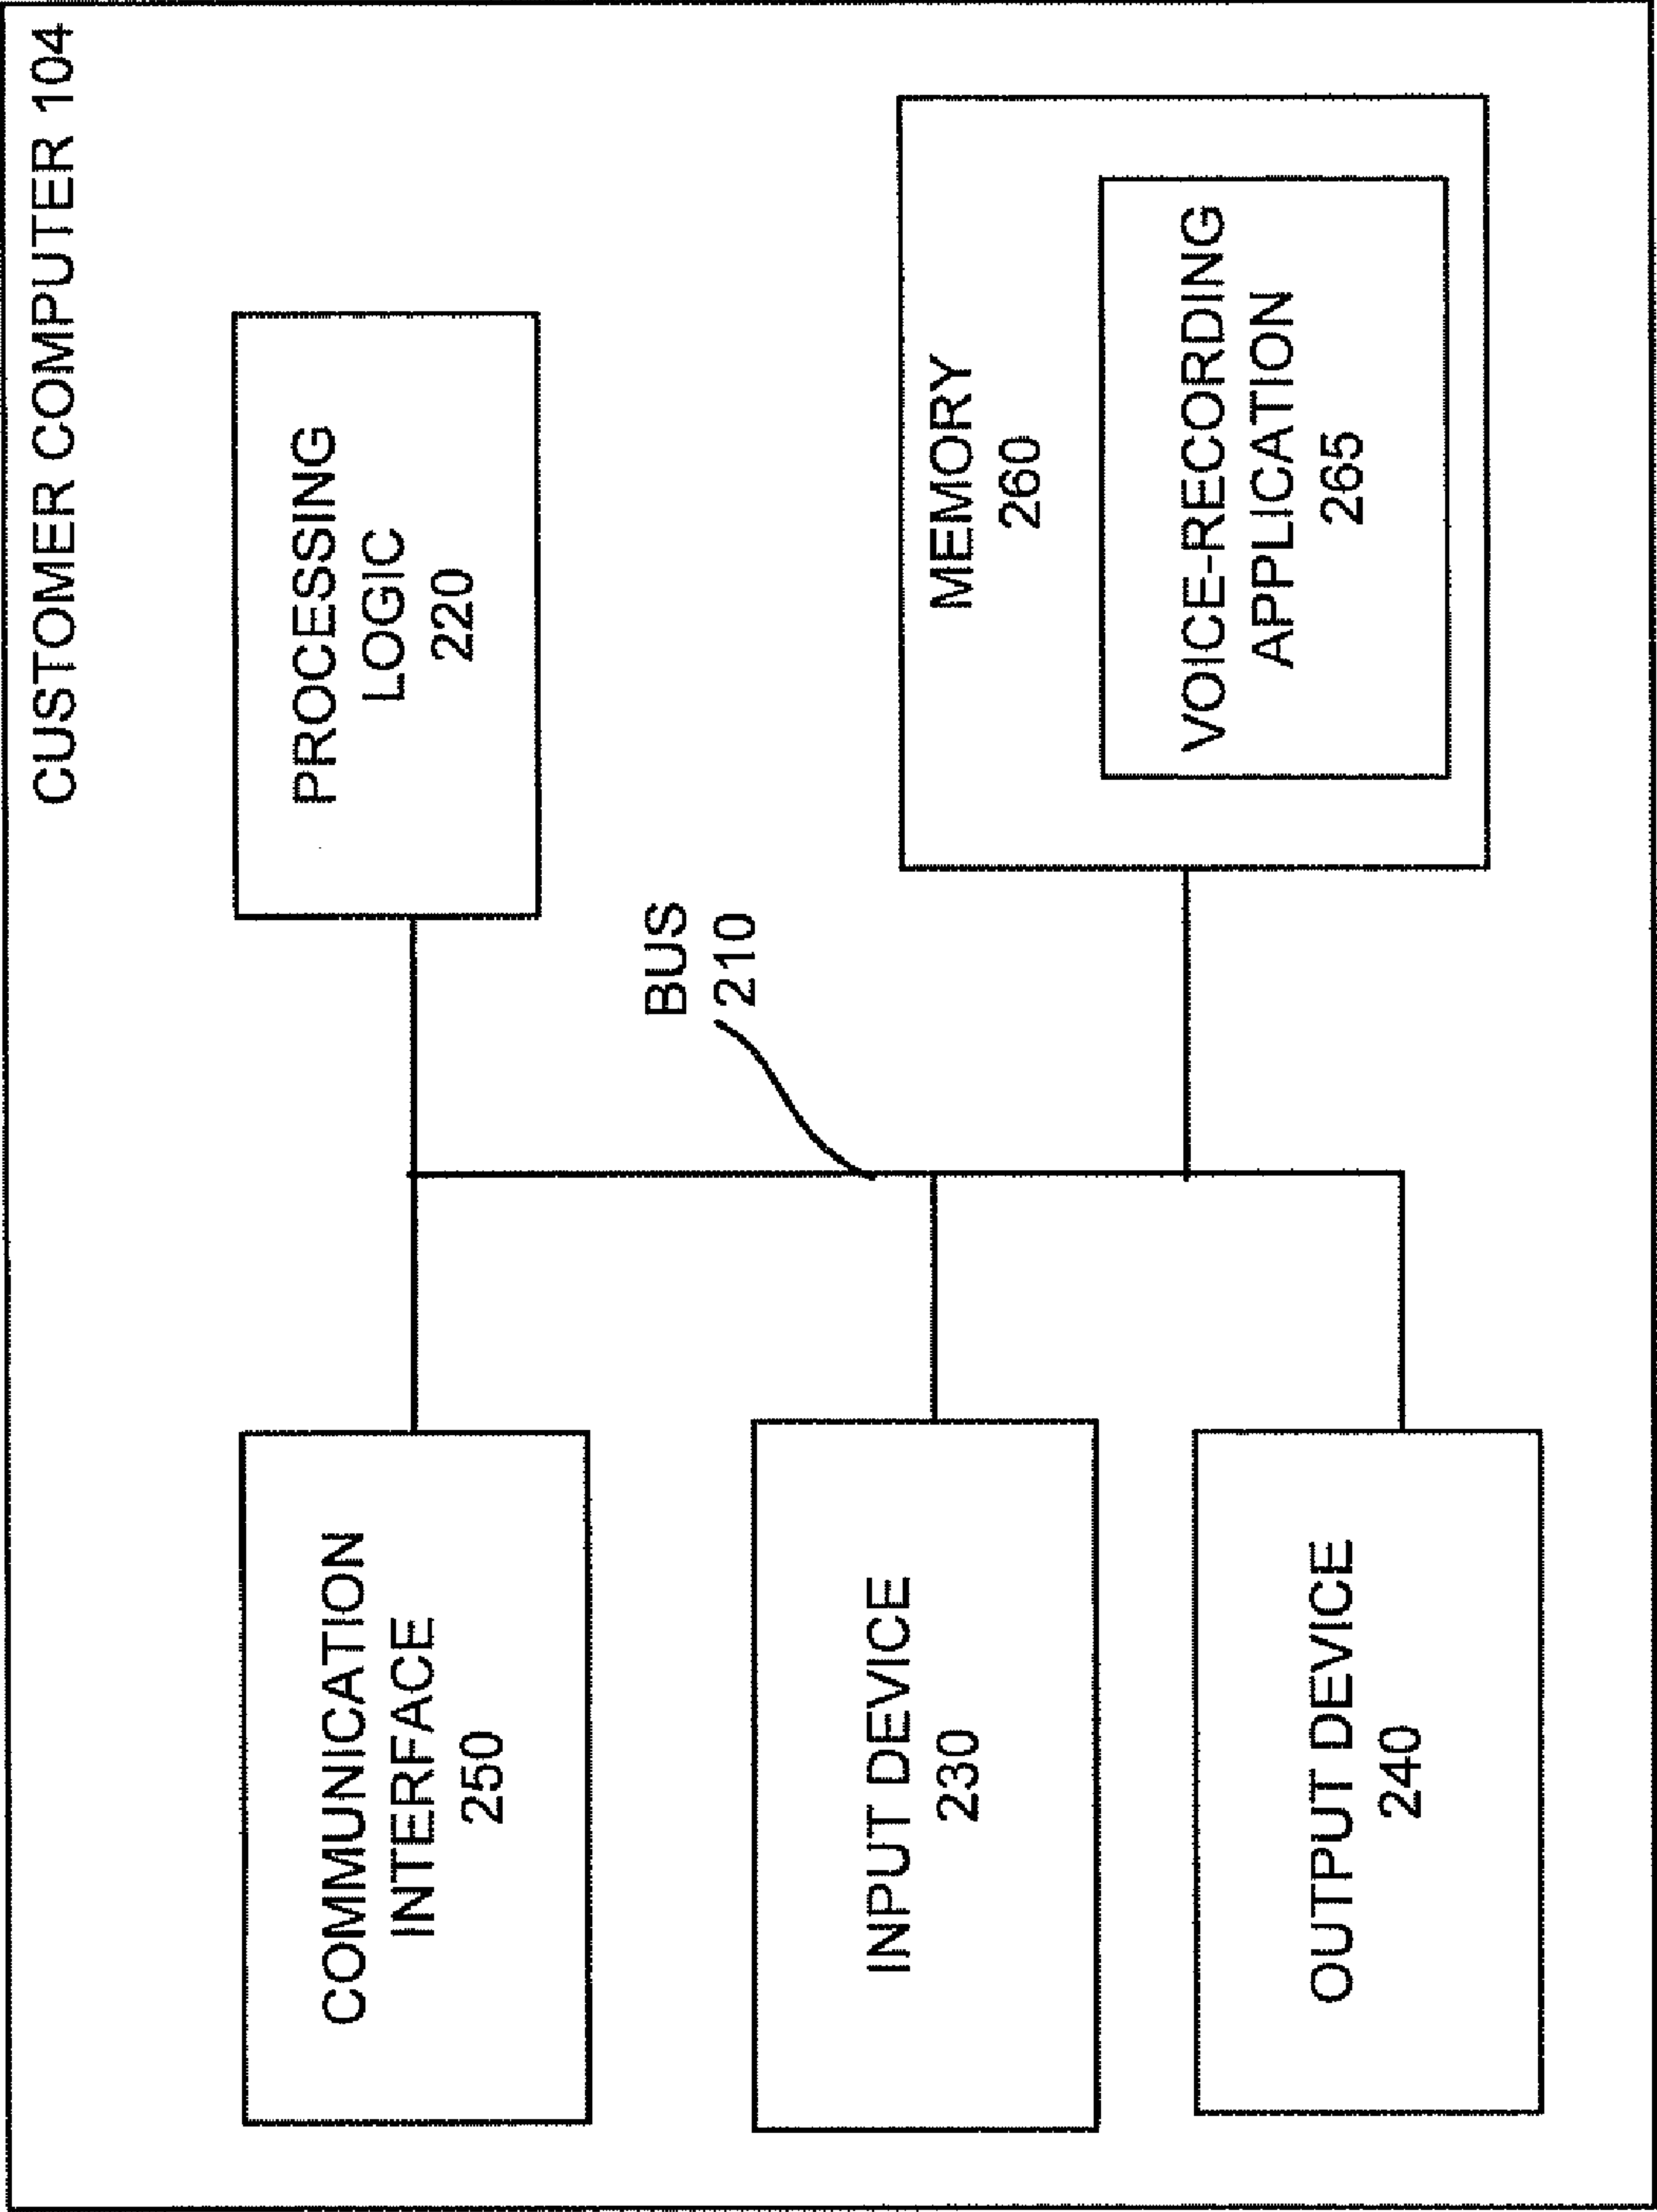 CUSTOMER COMPUTER 104
COMMUNICATION
INTERFACE
250
PROCESSING
LOGIC
220
BUS
210
INPUT DEVICE
230
MEMORY
260
VOICE-RECORDING
APPLICATION
265
OUTPUT DEVICE
240